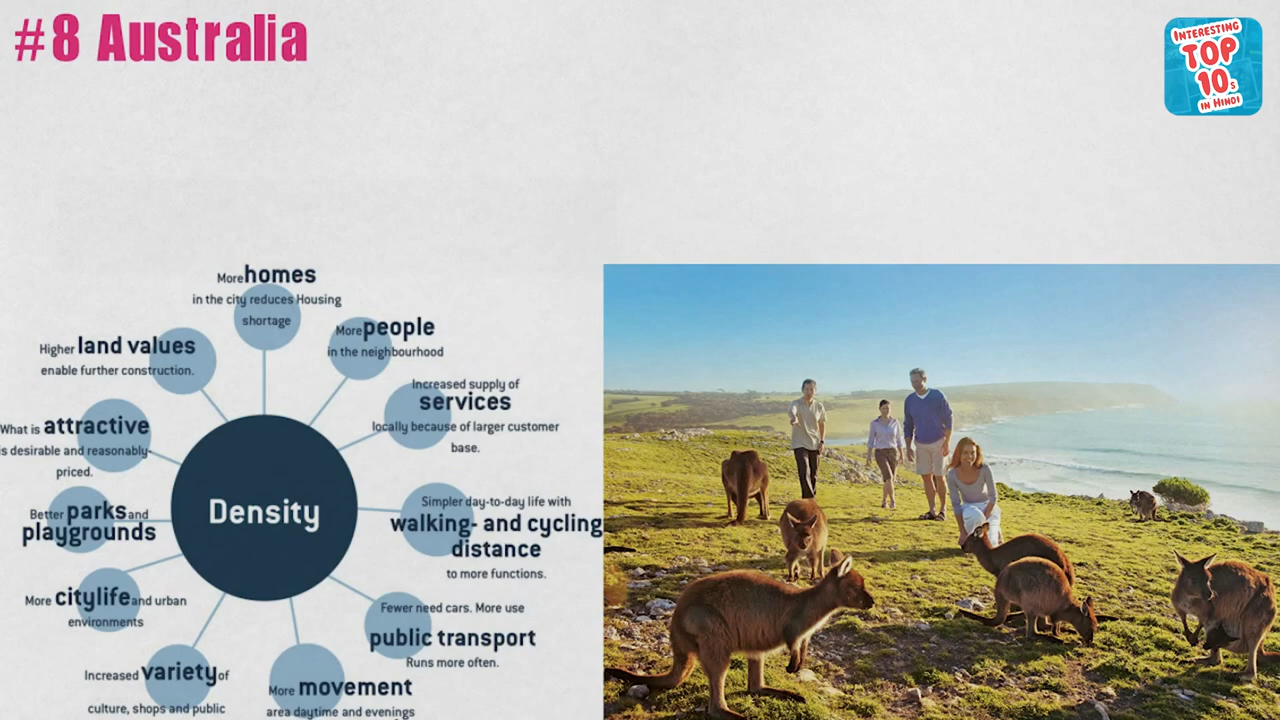 #8 Australia
INTERESTING
TOP
10s
IN HINDI
More homes
in the city reduces Housing
shortage
More people
in the neighbourhood
Increased supply of
services
locally because of larger customer
base.
Simpler day-to-day life with
walking- and cycling
distance
to more functions.
Fewer need cars. More use
public transport
Runs more often.
More movement
area daytime and evenings
Increased variety of
culture, shops and public
More citylife and urban
environments
Better parks and
playgrounds
What is attractive
is desirable and reasonably-
priced.
Higher land values
enable further construction.
Density